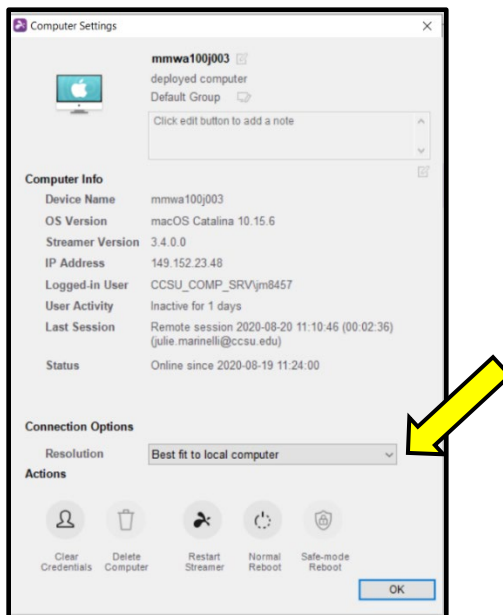 Computer Settings
mmwa100j003
deployed computer
Default Group
Click edit button to add a note
Computer Info
Device Name mmwa100j003
OS Version macOS Catalina 10.15.6
Streamer Version 3.4.0.0
IP Address 149.152.23.48
Logged-in User CCSU_COMP_SRV\jm8457
User Activity Inactive for 1 days
Last Session Remote session 2020-08-20 11:10:46 (00:02:36)
(julie.marinelli@ccsu.edu)
Status Online since 2020-08-19 11:24:00
Connection Options
Resolution Best fit to local computer
Actions
Clear Delete Restart Normal Safe-mode
Credentials Computer Streamer Reboot Reboot
OK